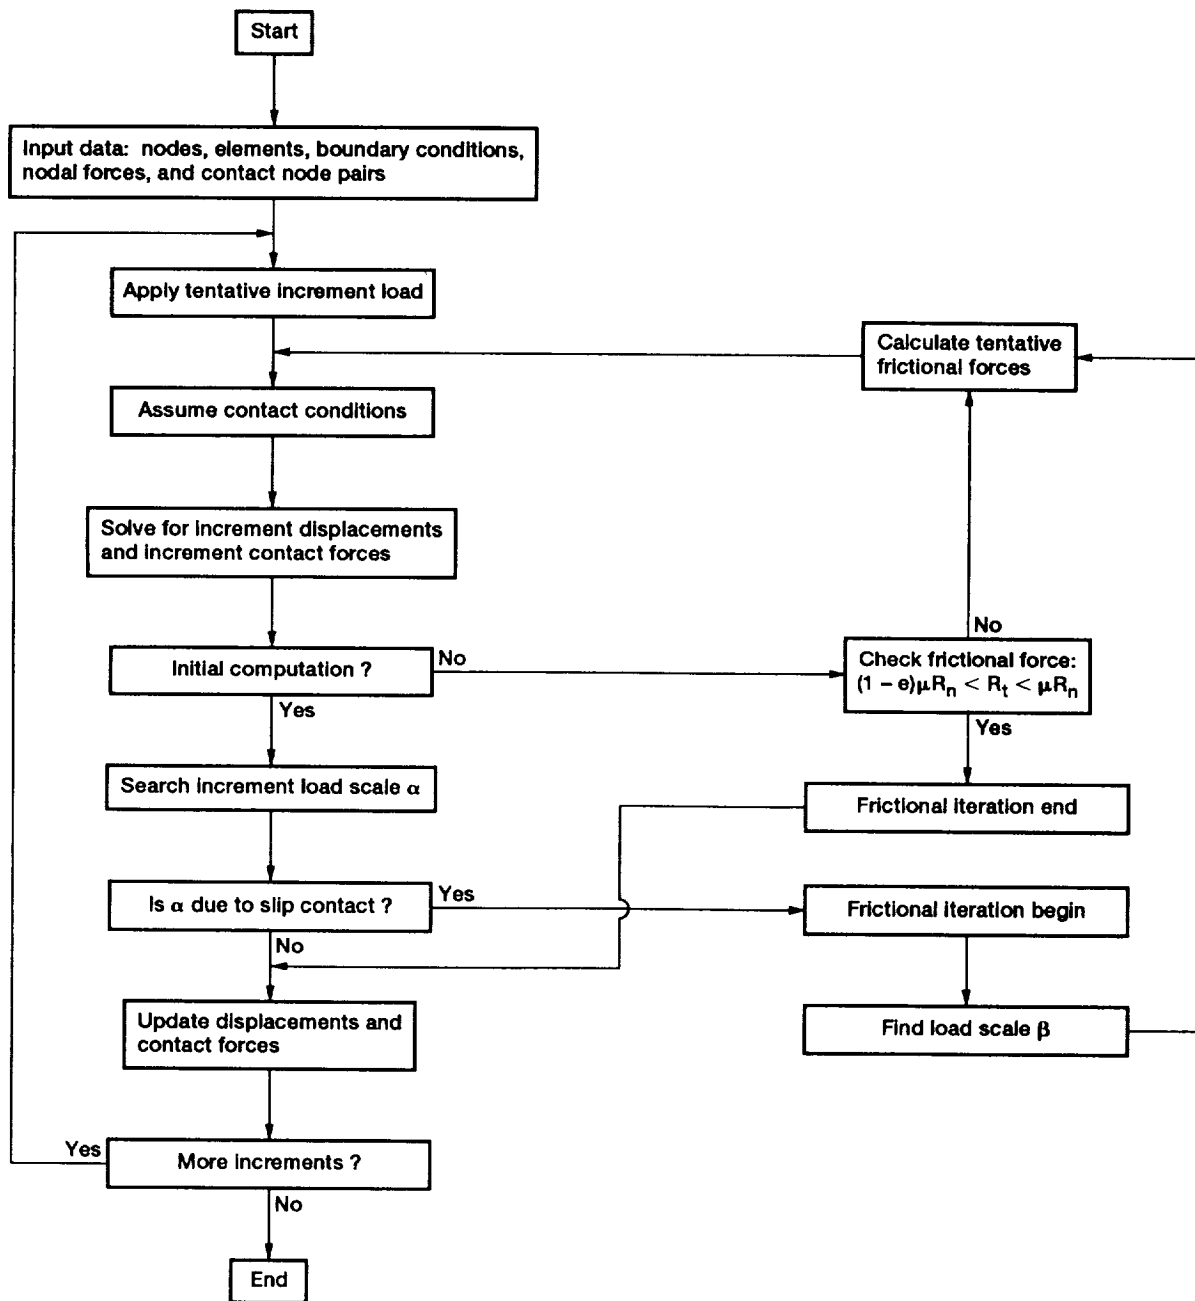 Start
Input data: nodes, elements, boundary conditions,
nodal forces, and contact node pairs
Apply tentative increment load
Calculate tentative
frictional forces
Assume contact conditions
Solve for increment displacements
and increment contact forces
No
Initial computation ?
No
Check frictional force:
(1 – e)μRn < Rt < μRn
Yes
Yes
Search increment load scale α
Frictional iteration end
Is α due to slip contact ?
Yes
Frictional iteration begin
No
Update displacements and
contact forces
Find load scale β
Yes
More increments ?
No
End